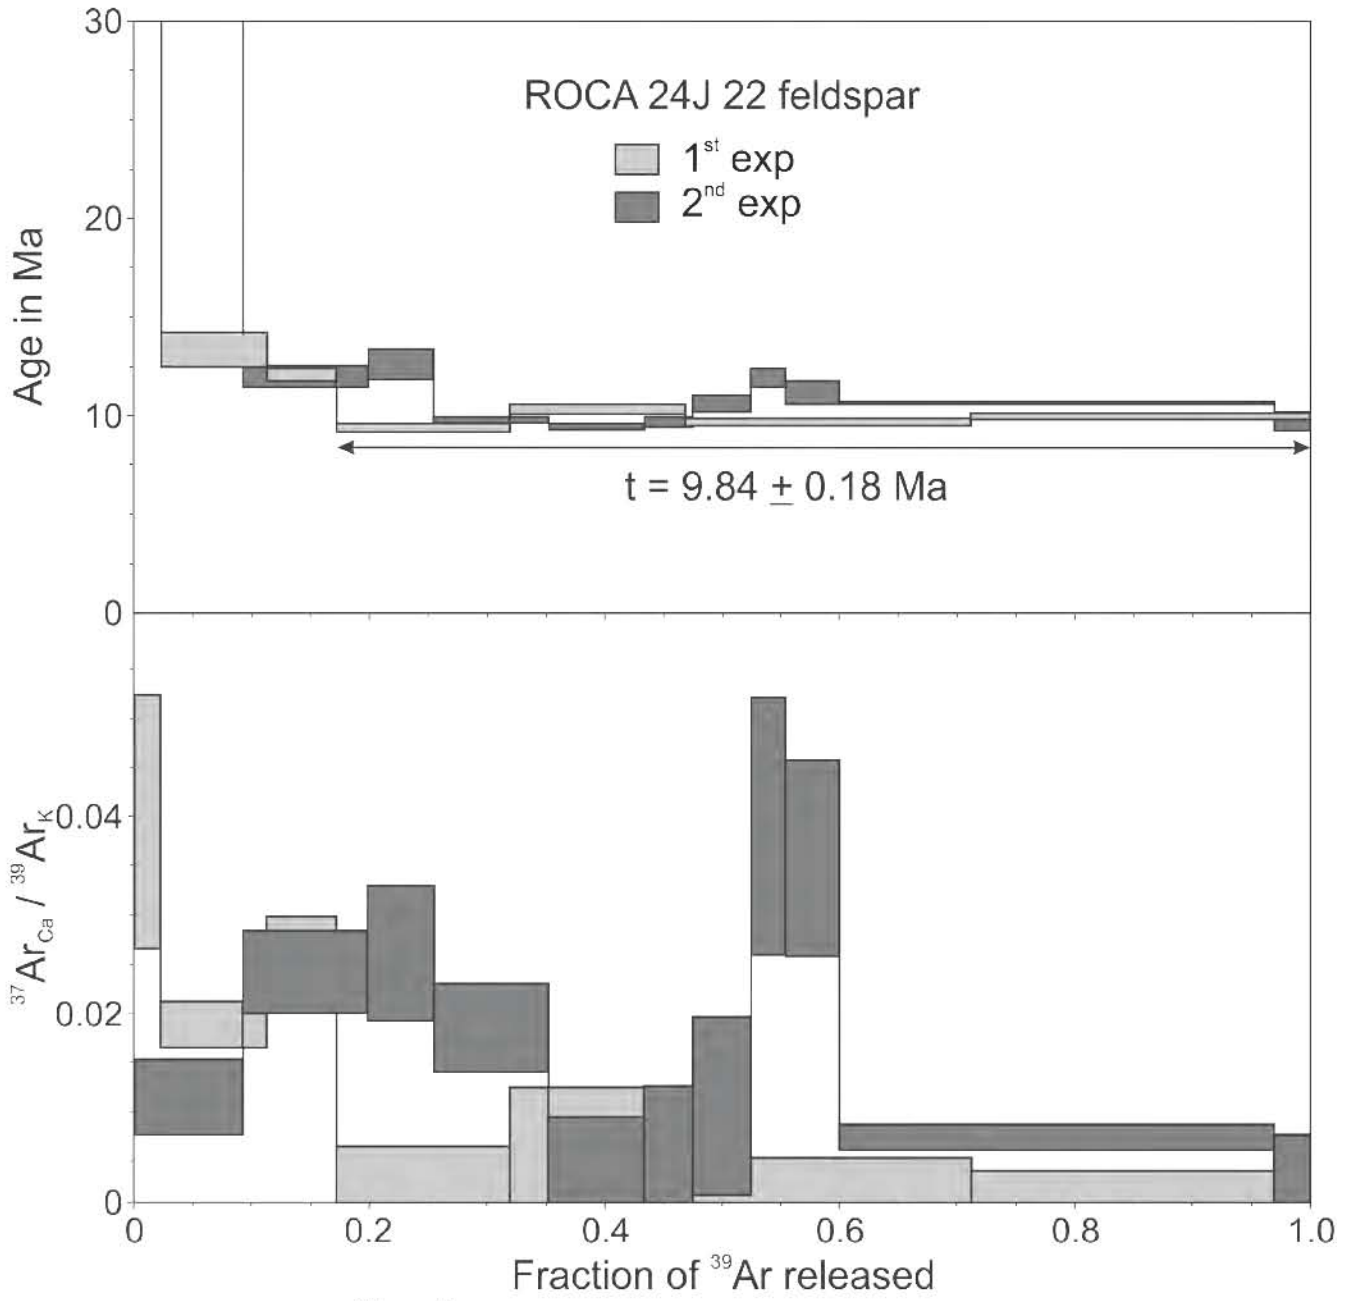 30
20
10
0
Age in Ma
ROCA 24J 22 feldspar
1st exp
2nd exp
t = 9.84 ± 0.18 Ma
0.04
0.02
0
37ArCa / 39ArK
0 0.2 0.4 0.6 0.8 1.0
Fraction of 39Ar released